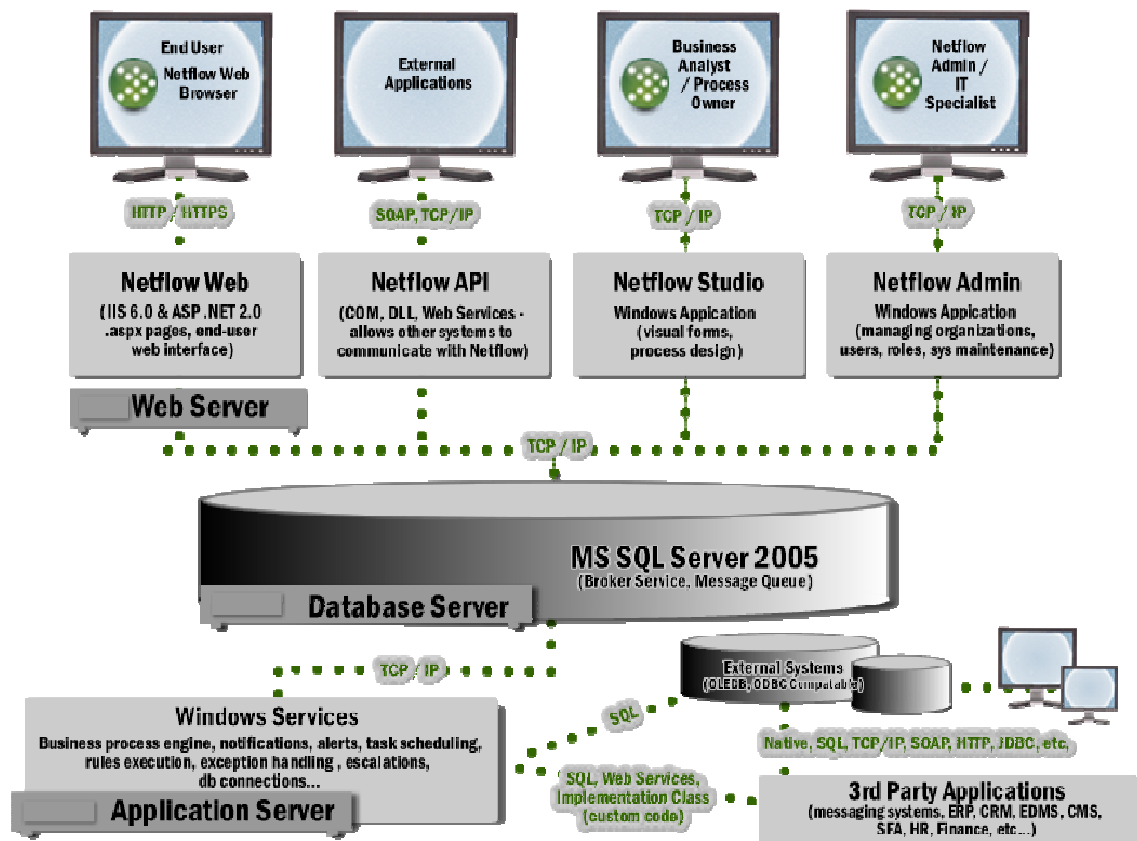 End User
Netflow Web
Browser
External
Applications
Business
Analyst
/ Process
Owner
Netflow
Admin /
IT
Specialist
HTTP / HTTPS
SOAP, TCP/IP
TCP / IP
TCP / IP
Netflow Web
(IIS 6.0 & ASP .NET 2.0
.aspx pages, end-user
web interface)
Netflow API
(COM, DLL, Web Services -
allows other systems to
communicate with Netflow)
Netflow Studio
Windows Appication
(visual forms,
process design)
Netflow Admin
Windows Appication
(managing organizations,
users, roles, sys maintenance)
Web Server
TCP / IP
MS SQL Server 2005
(Broker Service, Message Queue)
Database Server
TCP / IP
External Systems
(OLEDB, ODBC Compatable)
Windows Services
Business process engine, notifications, alerts, task scheduling,
rules execution, exception handling , escalations,
db connections...
Application Server
SQL
Native, SQL, TCP/IP, SOAP, HTTP, JDBC, etc,
SQL, Web Services,
Implementation Class
(custom code)
3rd Party Applications
(messaging systems, ERP, CRM, EDMS, CMS,
SFA, HR, Finance, etc...)